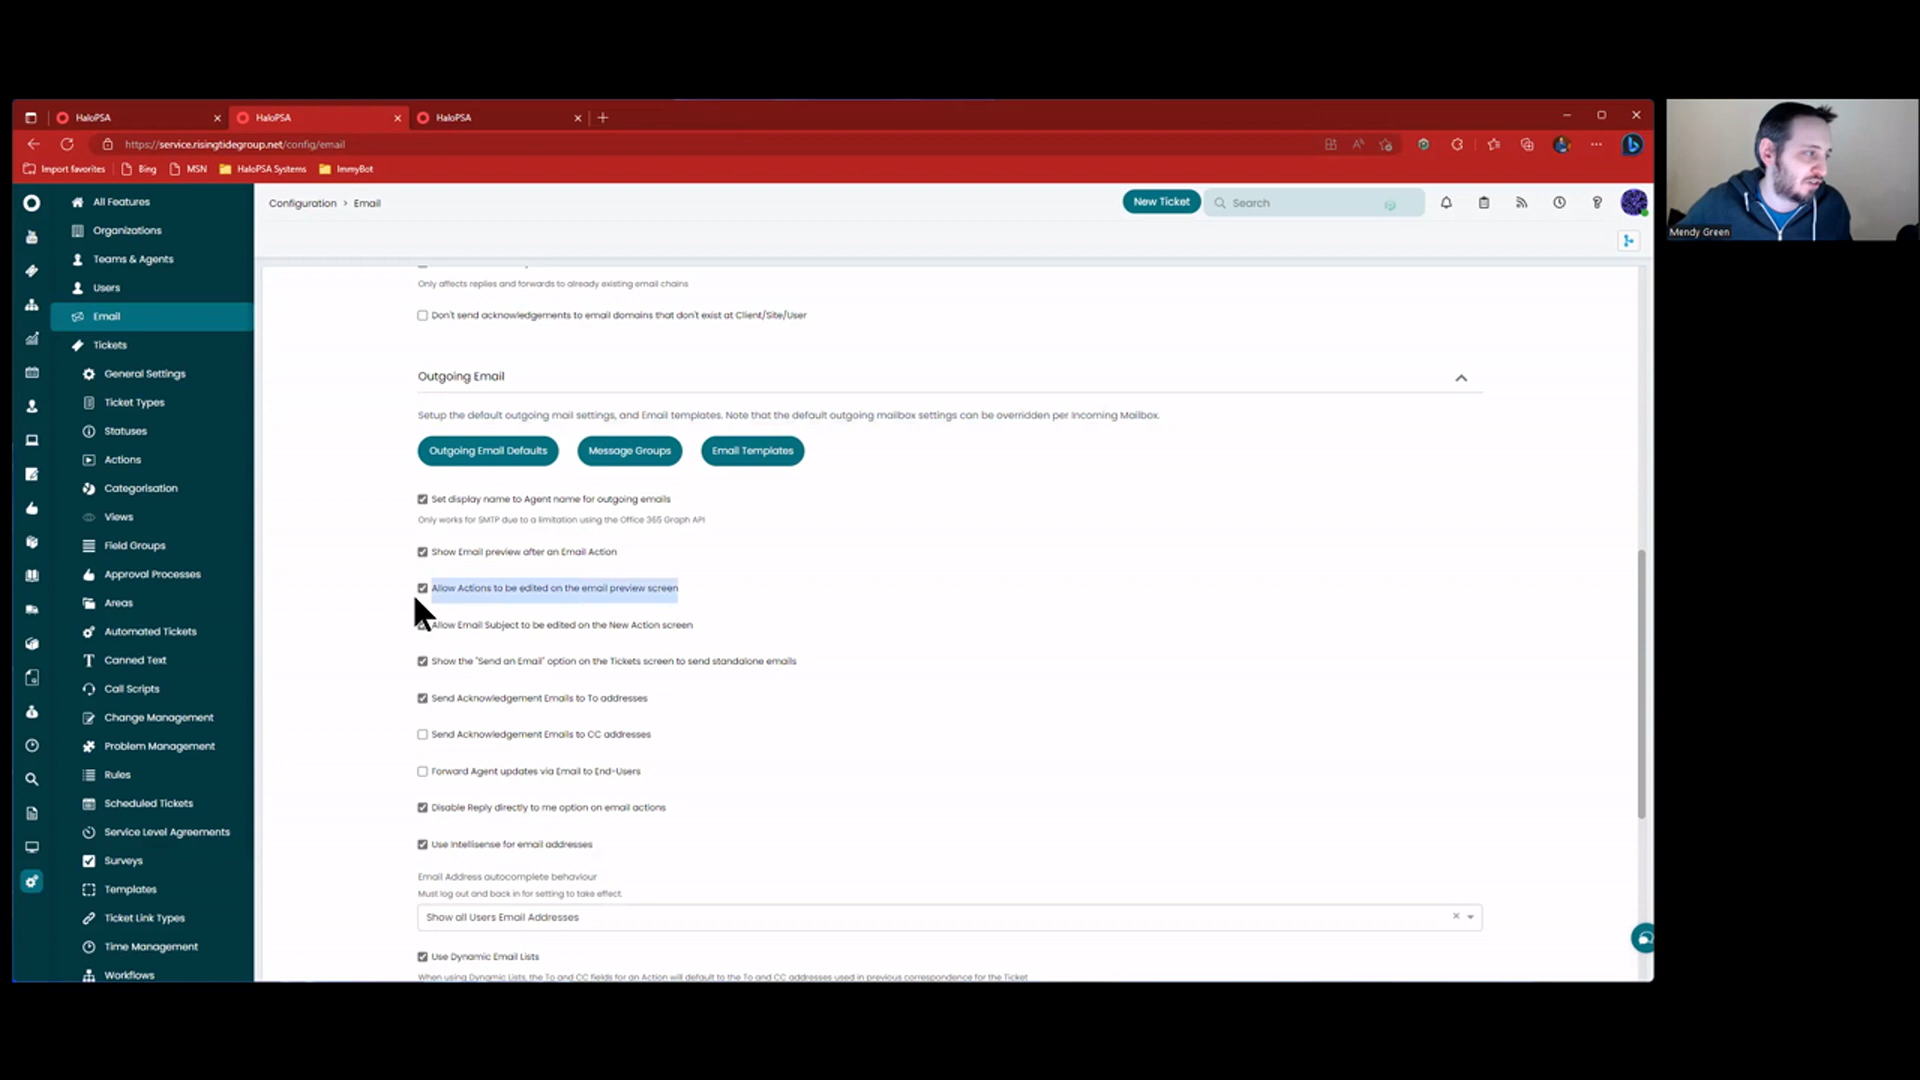 HaloPSA
HaloPSA
HaloPSA
https://service.risingtidegroup.net/config/email
Import favorites
Bing
MSN
HaloPSA Systems
ImmyBot
All Features
Organizations
Teams & Agents
Users
Email
Tickets
General Settings
Ticket Types
Statuses
Actions
Categorisation
Views
Field Groups
Approval Processes
Areas
Automated Tickets
Canned Text
Call Scripts
Change Management
Problem Management
Rules
Scheduled Tickets
Service Level Agreements
Surveys
Templates
Ticket Link Types
Time Management
Workflows
Configuration > Email
New Ticket
Search
Only affects replies and forwards to already existing email chains
Don't send acknowledgements to email domains that don't exist at Client/Site/User
Outgoing Email
Setup the default outgoing mail settings, and Email templates. Note that the default outgoing mailbox settings can be overridden per Incoming Mailbox.
Outgoing Email Defaults
Message Groups
Email Templates
Set display name to Agent name for outgoing emails
Only works for SMTP due to a limitation using the Office 365 Graph API
Show Email preview after an Email Action
Allow Actions to be edited on the email preview screen
Allow Email Subject to be edited on the New Action screen
Show the "Send an Email" option on the Tickets screen to send standalone emails
Send Acknowledgement Emails to To addresses
Send Acknowledgement Emails to CC addresses
Forward Agent updates via Email to End-Users
Disable Reply directly to me option on email actions
Use Intellisense for email addresses
Email Address autocomplete behaviour
Must log out and back in for setting to take effect.
Show all Users Email Addresses
Use Dynamic Email Lists
When using Dynamic Lists, the To and CC fields for an Action will default to the To and CC addresses used in previous correspondence for the Ticket
Mendy Green